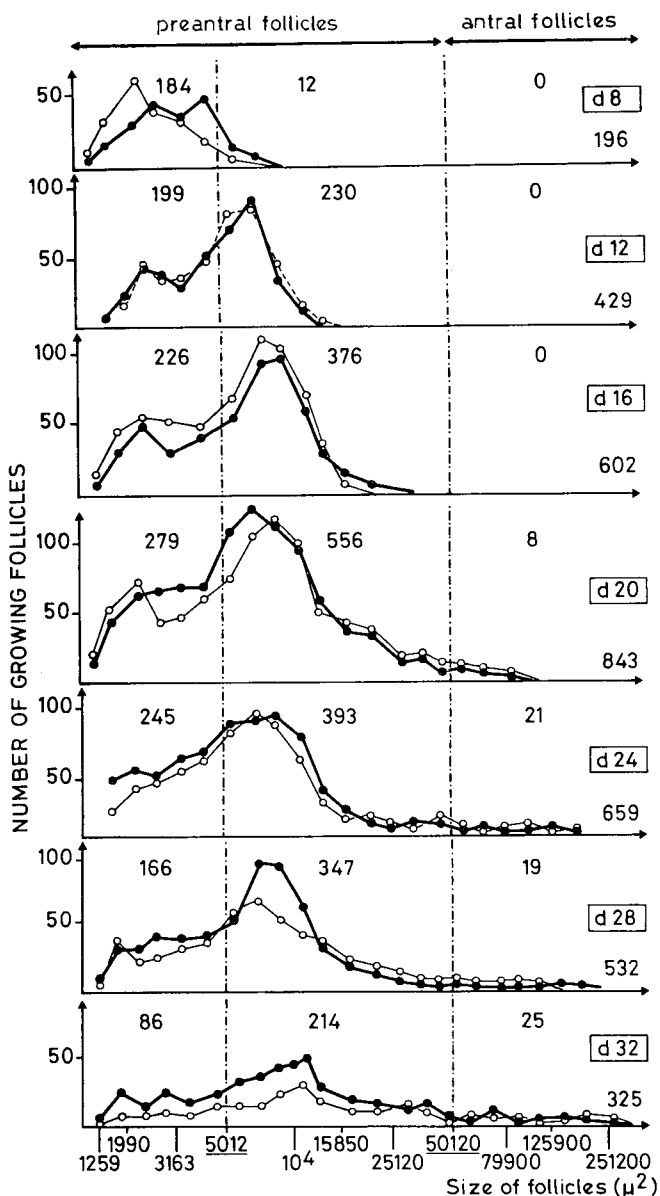 preantral follicles antral follicles
50 184 12 0 d 8
196
100 199 230 0
50 d 12
429
100 226 376 0
50 d 16
602
100 279 556 8
50 d 20
843
100 245 393 21
50 d 24
659
100 166 347 19
50 d 28
532
86 214 25
50 d 32
325
NUMBER OF GROWING FOLLICLES
1990 5012 15850 50120 125900
1259 3163 10⁴ 25120 79900 251200
Size of follicles (µ²)